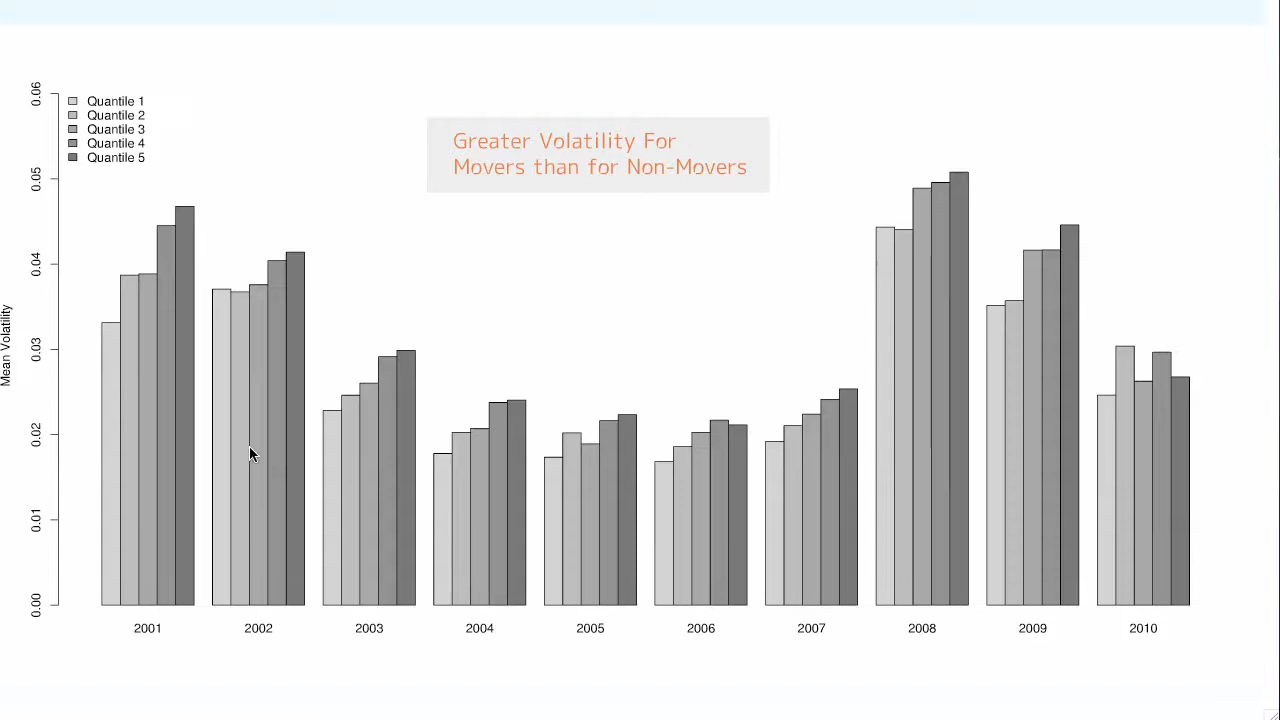 Greater Volatility For
Movers than for Non-Movers
Quantile 1
Quantile 2
Quantile 3
Quantile 4
Quantile 5
Mean Volatility
0.06
0.05
0.04
0.03
0.02
0.01
0.00
2001 2002 2003 2004 2005 2006 2007 2008 2009 2010